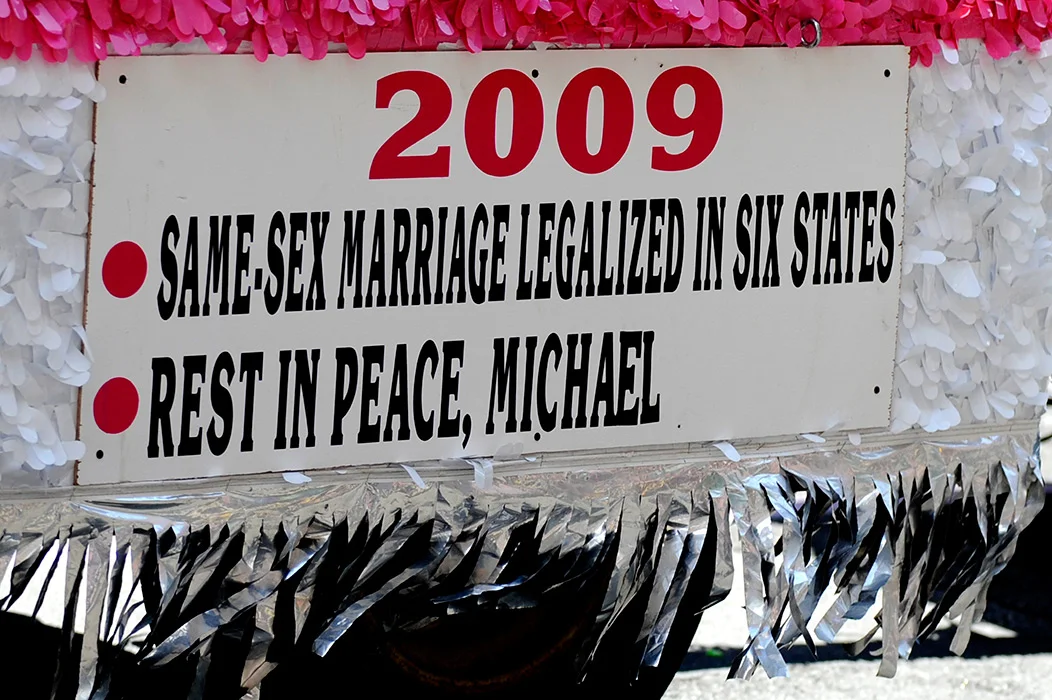 2009
SAME-SEX MARRIAGE LEGALIZED IN SIX STATES
REST IN PEACE, MICHAEL